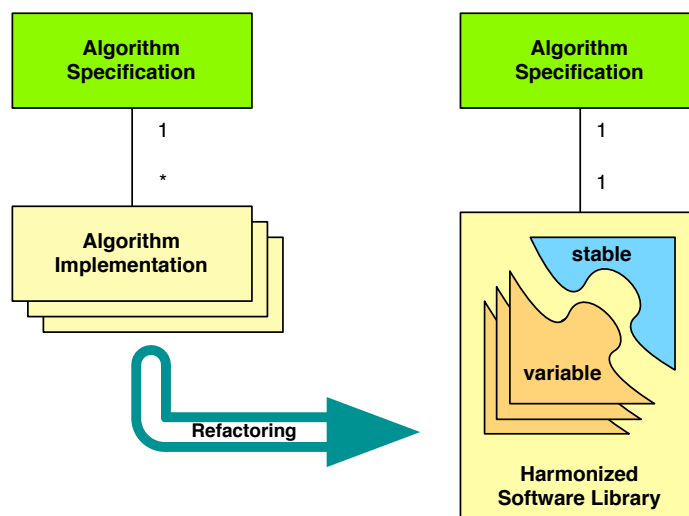 Algorithm
Specification
1
*
Algorithm
Implementation
Refactoring
Algorithm
Specification
1
1
stable
variable
Harmonized
Software Library